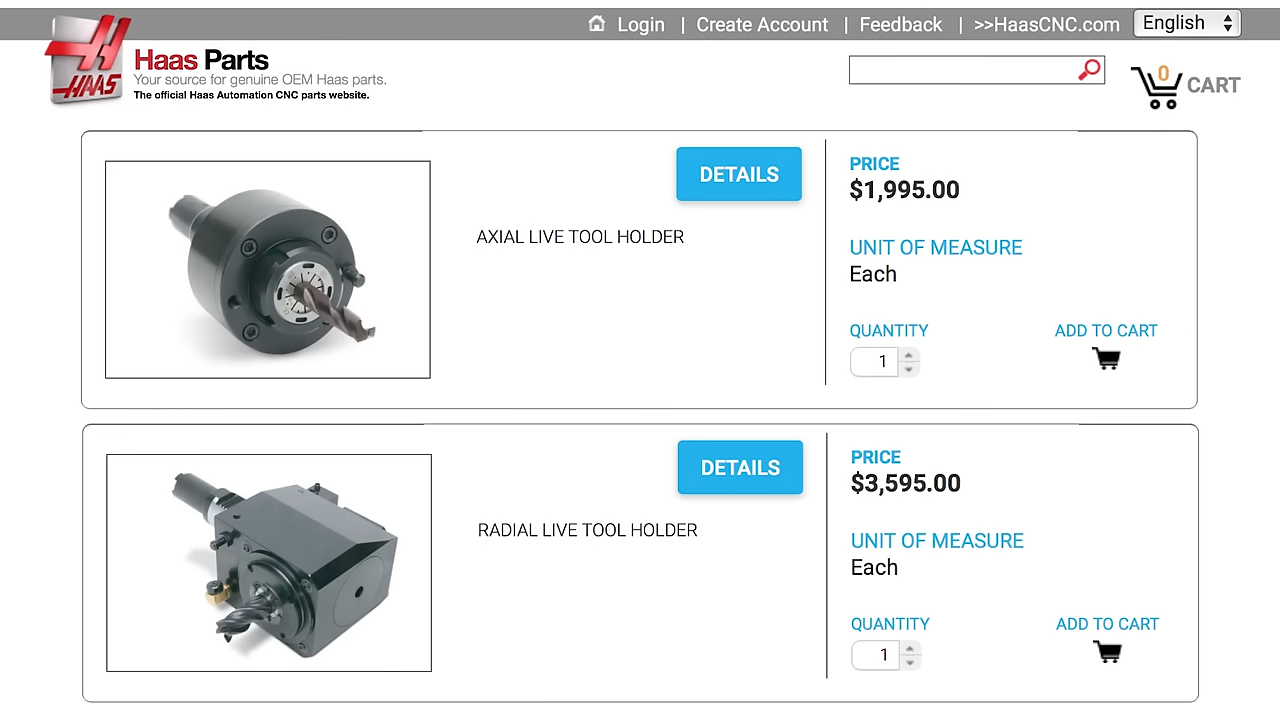 Login | Create Account | Feedback | >>HaasCNC.com English
HAAS
Haas Parts
Your source for genuine OEM Haas parts.
The official Haas Automation CNC parts website.
0 CART
DETAILS
AXIAL LIVE TOOL HOLDER
PRICE
$1,995.00
UNIT OF MEASURE
Each
QUANTITY ADD TO CART
1
DETAILS
RADIAL LIVE TOOL HOLDER
PRICE
$3,595.00
UNIT OF MEASURE
Each
QUANTITY ADD TO CART
1